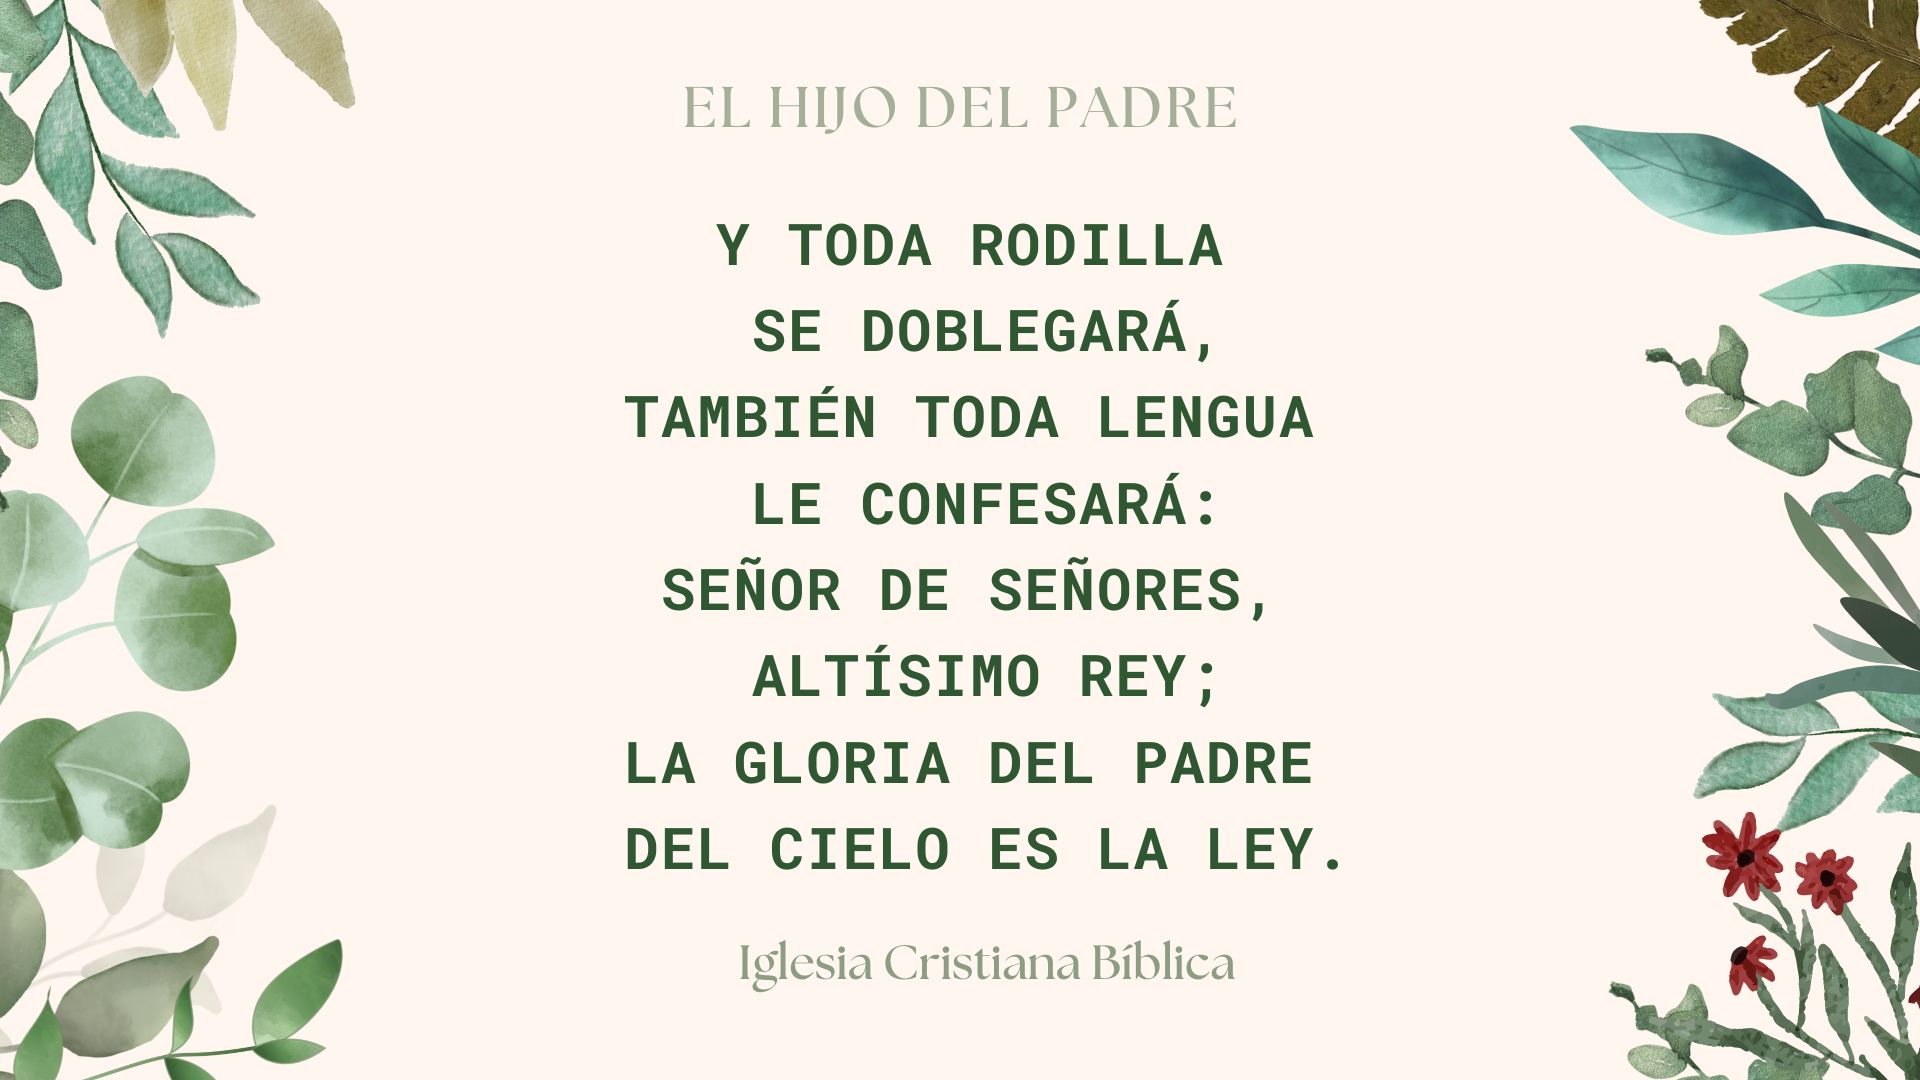 EL HIJO DEL PADRE
Y TODA RODILLA
SE DOBLEGARÁ,
TAMBIÉN TODA LENGUA
LE CONFESARÁ:
SEÑOR DE SEÑORES,
ALTÍSIMO REY;
LA GLORIA DEL PADRE
DEL CIELO ES LA LEY.
Iglesia Cristiana Bíblica